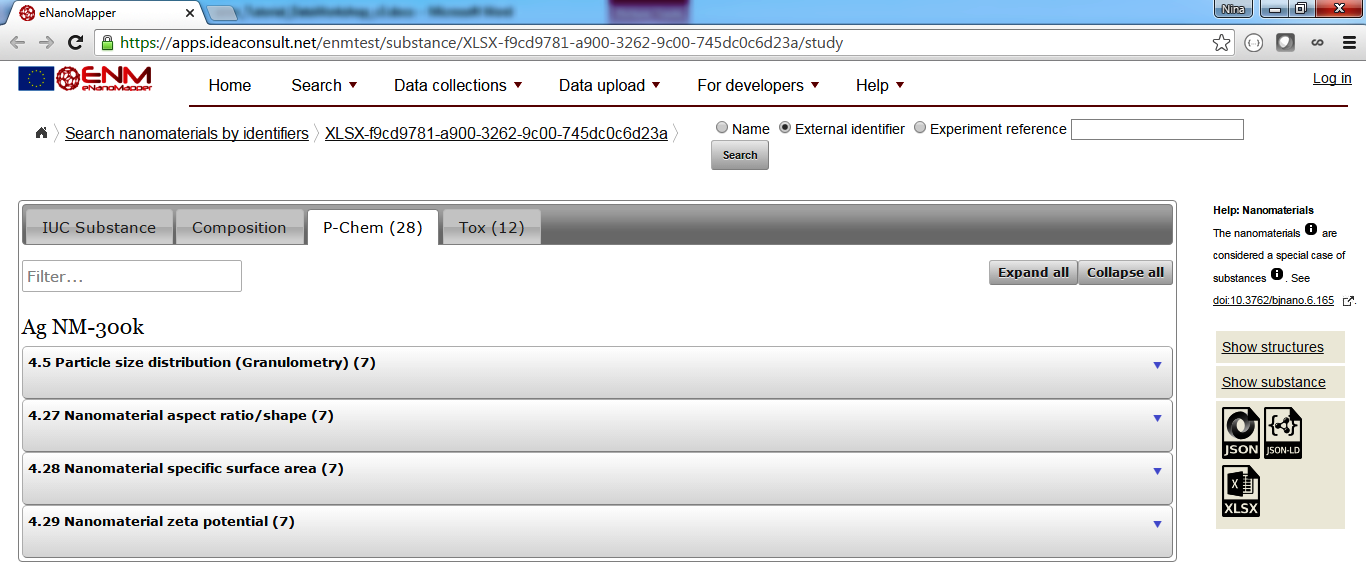 eNanoMapper
Nina
https://apps.ideaconsult.net/enmtest/substance/XLSX-f9cd9781-a900-3262-9c00-745dc0c6d23a/study
ENM
eNanoMapper
Home Search Data collections Data upload For developers Help
Log in
Search nanomaterials by identifiers XLSX-f9cd9781-a900-3262-9c00-745dc0c6d23a
Name External identifier Experiment reference
Search
IUC Substance Composition P-Chem (28) Tox (12)
Filter...
Expand all Collapse all
Ag NM-300k
4.5 Particle size distribution (Granulometry) (7)
4.27 Nanomaterial aspect ratio/shape (7)
4.28 Nanomaterial specific surface area (7)
4.29 Nanomaterial zeta potential (7)
Help: Nanomaterials
The nanomaterials i are
considered a special case of
substances i . See
doi:10.3762/bjnano.6.165 .
Show structures
Show substance
JSON JSON-LD
XLSX